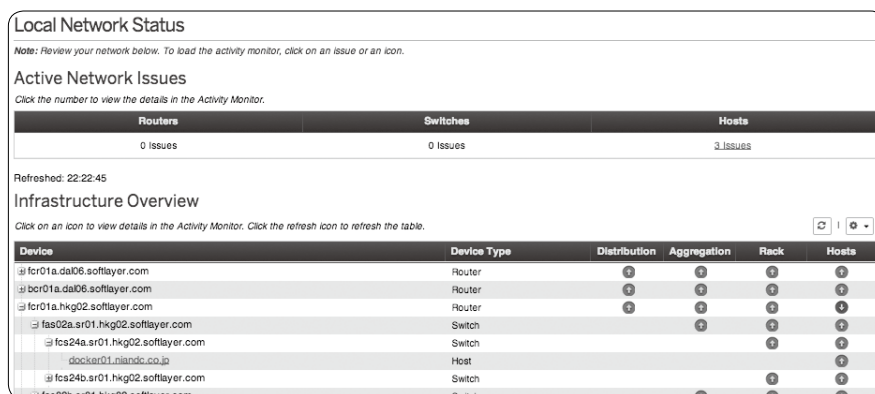 Local Network Status
Note: Review your network below. To load the activity monitor, click on an issue or an icon.
Active Network Issues
Click the number to view the details in the Activity Monitor.
Routers Switches Hosts
0 Issues 0 Issues 3 Issues
Refreshed: 22:22:45
Infrastructure Overview
Click on an icon to view details in the Activity Monitor. Click the refresh icon to refresh the table.
Device Device Type Distribution Aggregation Rack Hosts
fcr01a.dal06.softlayer.com Router
bcr01a.dal06.softlayer.com Router
fcr01a.hkg02.softlayer.com Router
fas02a.sr01.hkg02.softlayer.com Switch
fcs24a.sr01.hkg02.softlayer.com Switch
docker01.niandc.co.jp Host
fcs24b.sr01.hkg02.softlayer.com Switch